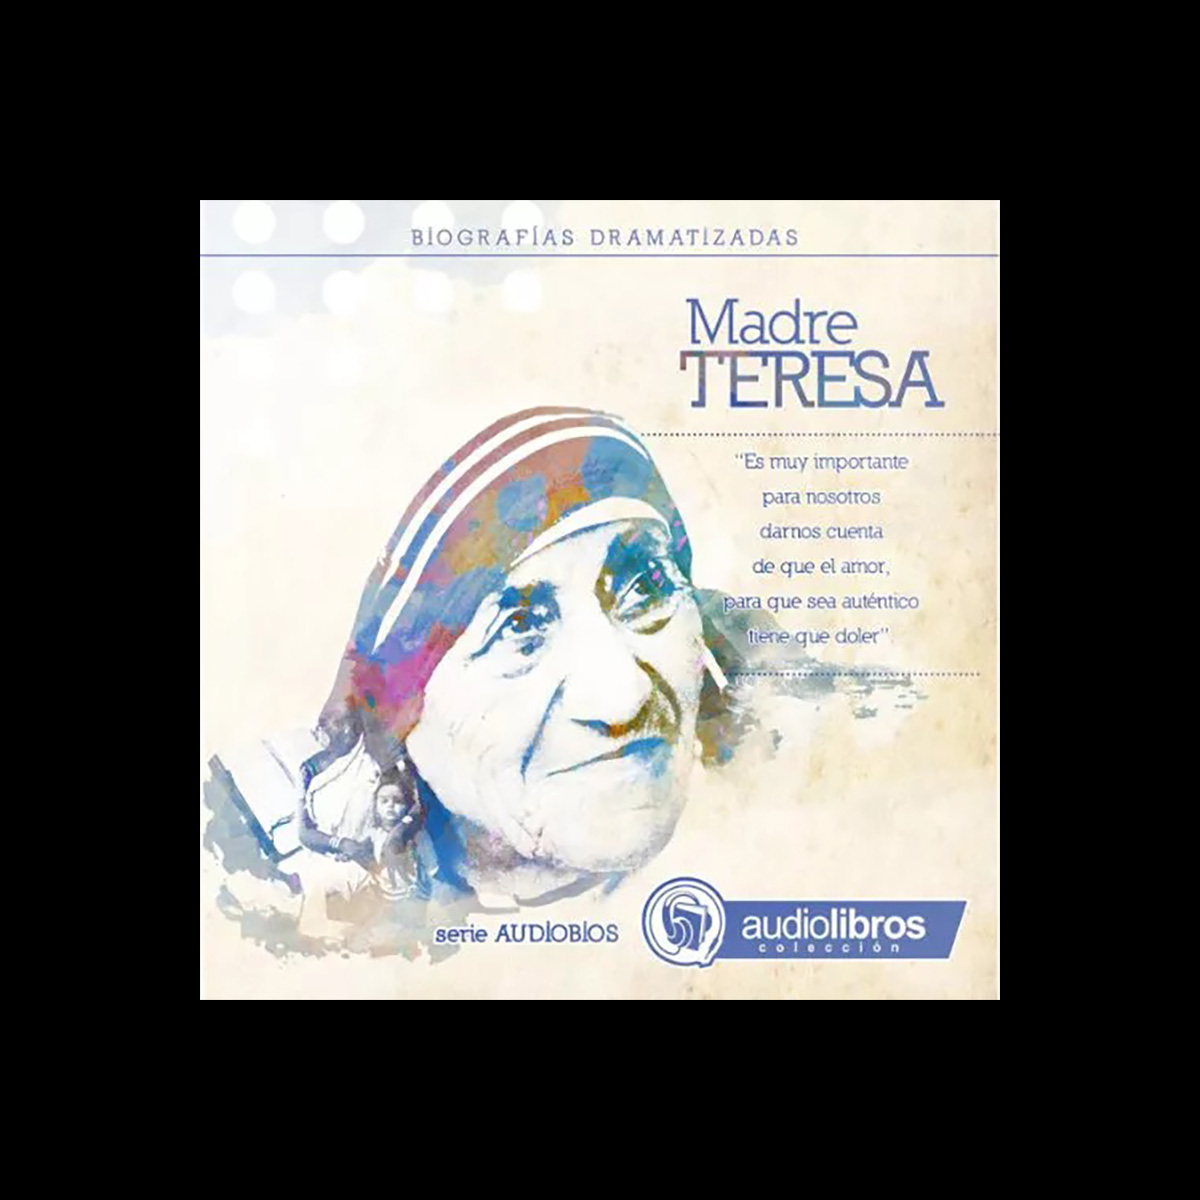 BIOGRAFÍAS DRAMATIZADAS
Madre
TERESA
"Es muy importante
para nosotros
darnos cuenta
de que el amor,
para que sea auténtico
tiene que doler".
serie AUDIOBIOS
audiolibros
colección